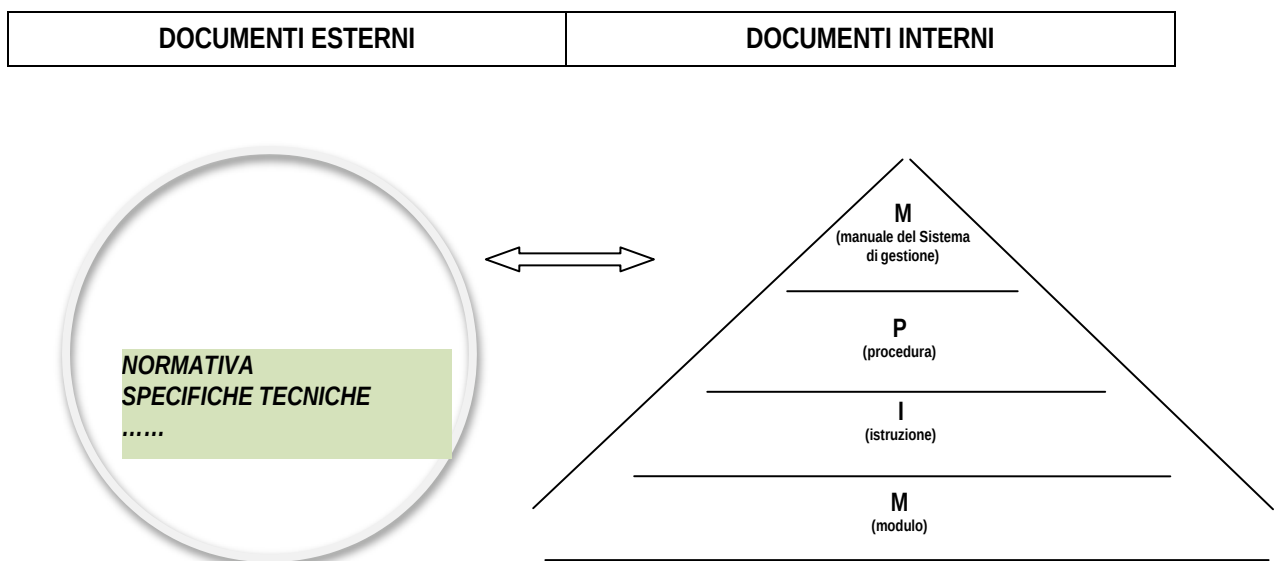 DOCUMENTI ESTERNI
DOCUMENTI INTERNI
NORMATIVA
SPECIFICHE TECNICHE
……
M
(manuale del Sistema
di gestione)
P
(procedura)
I
(istruzione)
M
(modulo)